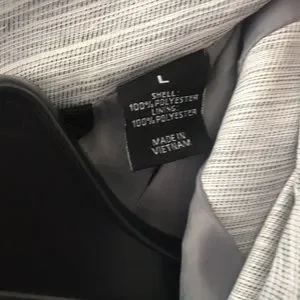 L
SHELL:
100% POLYESTER
LINING:
100% POLYESTER
MADE IN
VIETNAM